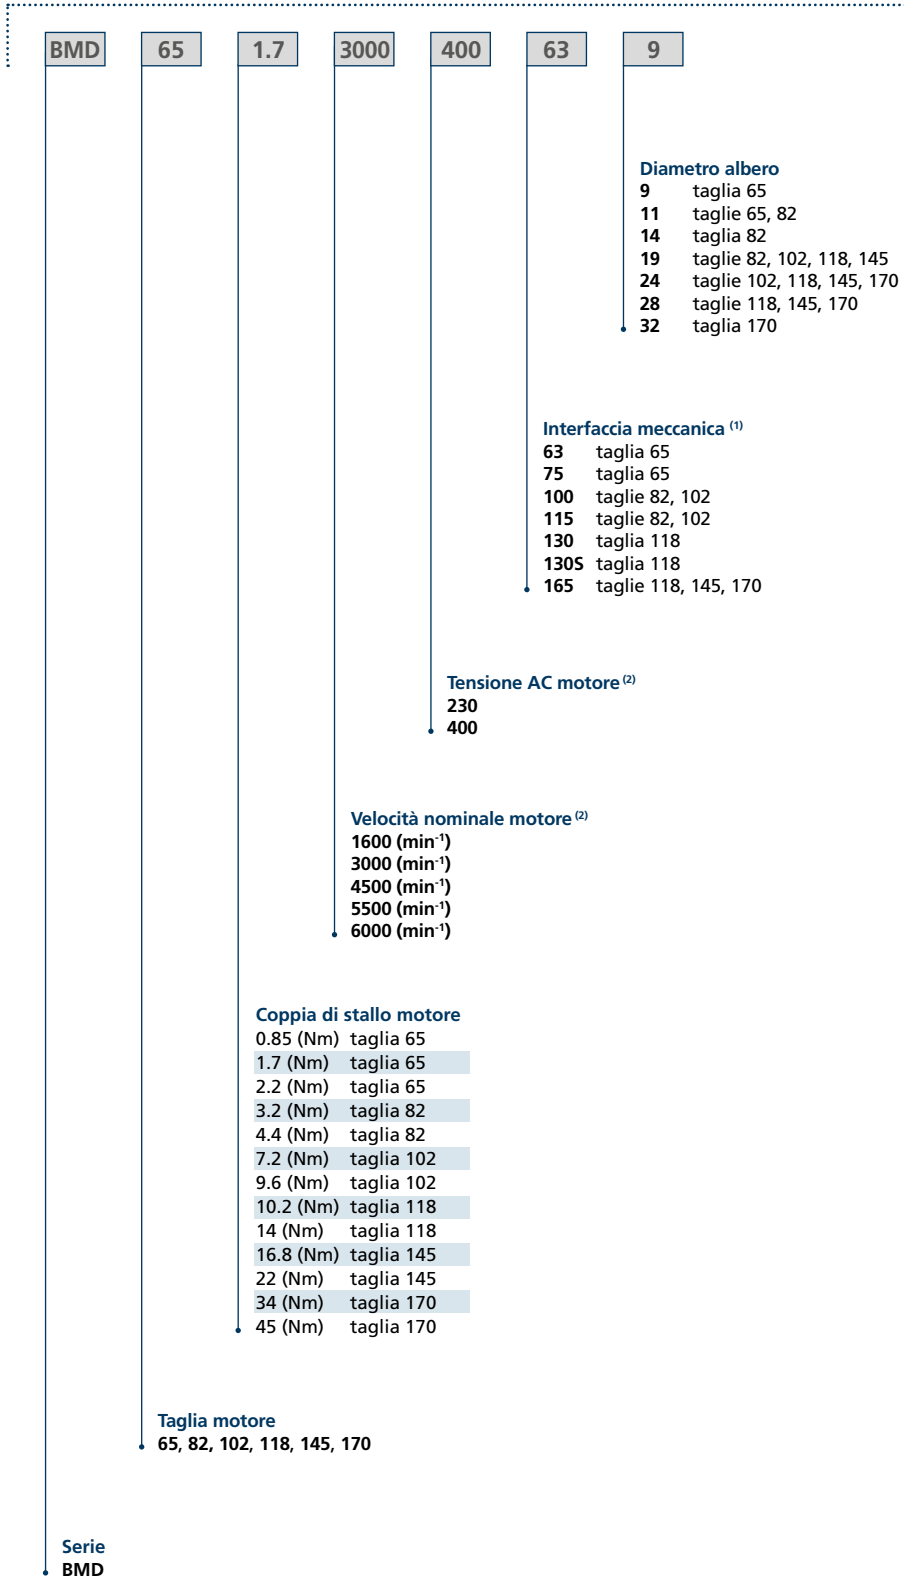 BMD 65 1.7 3000 400 63 9
Diametro albero
9 taglia 65
11 taglie 65, 82
14 taglia 82
19 taglie 82, 102, 118, 145
24 taglie 102, 118, 145, 170
28 taglie 118, 145, 170
32 taglia 170
Interfaccia meccanica (1)
63 taglia 65
75 taglia 65
100 taglie 82, 102
115 taglie 82, 102
130 taglia 118
130S taglia 118
165 taglie 118, 145, 170
Tensione AC motore (2)
230
400
Velocità nominale motore (2)
1600 (min-1)
3000 (min-1)
4500 (min-1)
5500 (min-1)
6000 (min-1)
Coppia di stallo motore
0.85 (Nm) taglia 65
1.7 (Nm) taglia 65
2.2 (Nm) taglia 65
3.2 (Nm) taglia 82
4.4 (Nm) taglia 82
7.2 (Nm) taglia 102
9.6 (Nm) taglia 102
10.2 (Nm) taglia 118
14 (Nm) taglia 118
16.8 (Nm) taglia 145
22 (Nm) taglia 145
34 (Nm) taglia 170
45 (Nm) taglia 170
Taglia motore
65, 82, 102, 118, 145, 170
Serie
BMD